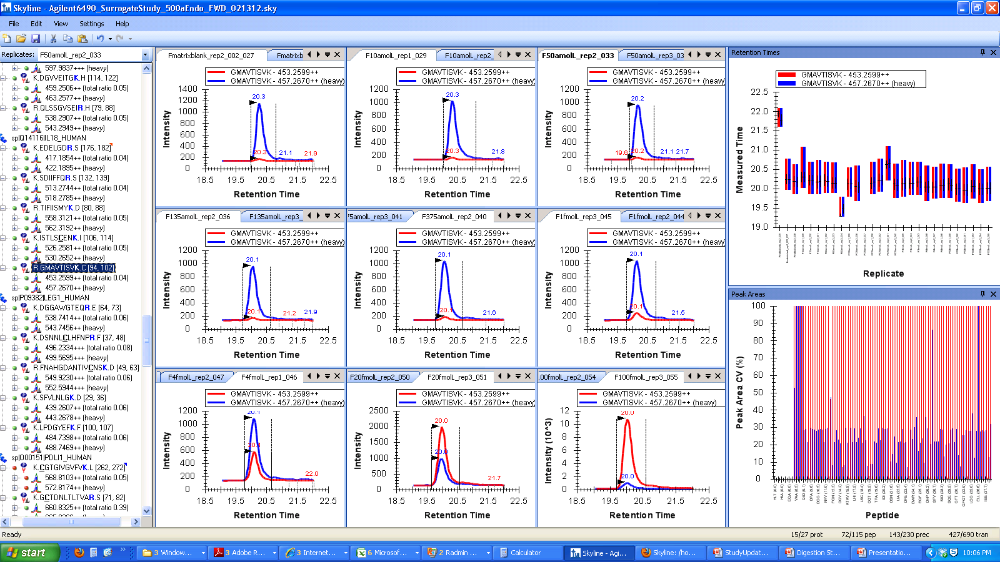 Skyline - Agilent6490_SurrogateStudy_500aEndo_FWD_021312.sky
File Edit View Settings Help
Replicates: F50amolL_rep2_033
597.9837+++ (heavy)
K.DGVVEITGK.H [114, 122]
459.2506++ (total ratio 0.05)
463.2577++ (heavy)
R.QLSSGVSEIR.H [79, 88]
538.2907++ (total ratio 0.05)
543.2949++ (heavy)
sp|Q14116|IL18_HUMAN
K.EDELGDR.S [176, 182]
417.1854++ (total ratio 0.04)
422.1895++ (heavy)
K.SDIIFFQR.S [132, 139]
513.2744++ (total ratio 0.04)
518.2785++ (heavy)
R.TIFIISMYK.D [80, 88]
558.3121++ (total ratio 0.05)
562.3192++ (heavy)
K.ISTLSCENK.I [106, 114]
526.2581++ (total ratio 0.05)
530.2652++ (heavy)
R.GMAVTISVK.C [94, 102]
453.2599++ (total ratio 0.04)
457.2670++ (heavy)
sp|P09382|LEG1_HUMAN
K.DGGAWGTEQR.E [64, 73]
538.7414++ (total ratio 0.06)
543.7456++ (heavy)
K.DSNNLCLHFNPR.F [37, 48]
496.2334+++ (total ratio 0.08)
499.5695+++ (heavy)
R.FNAHGDANTIVCNSK.D [49, 63]
549.9230+++ (total ratio 0.06)
552.5944+++ (heavy)
K.SFVLNLGK.D [29, 36]
439.2607++ (total ratio 0.06)
443.2678++ (heavy)
K.LPDGYEFK.F [100, 107]
484.7398++ (total ratio 0.06)
488.7469++ (heavy)
sp|O00151|PDLI1_HUMAN
K.CGTGIVGVFVK.L [262, 272]
568.8103++ (total ratio 0.05)
572.8174++ (heavy)
K.GCTDNLTLTVAR.S [71, 82]
660.8325++ (total ratio 0.39)
Fmatrixblank_rep2_002_027 Fmatrixb
GMAVTISVK - 453.2599++
GMAVTISVK - 457.2670++ (heavy)
1400
1200
1000
800
600
400
200
0
Intensity
20.3
20.3
21.1
21.9
18.5 19.5 20.5 21.5 22.5
Retention Time
F10amolL_rep1_029 F10amolL_rep2_
GMAVTISVK - 453.2599++
GMAVTISVK - 457.2670++ (heavy)
1200
1000
800
600
400
200
0
Intensity
20.3
20.3
21.8
18.5 19.5 20.5 21.5 22.5
Retention Time
F50amolL_rep2_033 F50amolL_rep3_03
GMAVTISVK - 453.2599++
GMAVTISVK - 457.2670++ (heavy)
1200
1000
800
600
400
200
0
Intensity
20.2
19.6
20.2
21.1 21.7
18.5 19.5 20.5 21.5 22.5
Retention Time
F135amolL_rep2_036 F135amolL_rep3_
GMAVTISVK - 453.2599++
GMAVTISVK - 457.2670++ (heavy)
1200
1000
800
600
400
200
0
Intensity
20.1
20.1
21.2
21.9
18.5 19.5 20.5 21.5 22.5
Retention Time
75amolL_rep3_041 F375amolL_rep2_040
GMAVTISVK - 453.2599++
GMAVTISVK - 457.2670++ (heavy)
1200
1000
800
600
400
200
0
Intensity
20.1
20.1
21.6
18.5 19.5 20.5 21.5 22.5
Retention Time
F1fmolL_rep3_045 F1fmolL_rep2_044
GMAVTISVK - 453.2599++
GMAVTISVK - 457.2670++ (heavy)
1200
1000
800
600
400
200
0
Intensity
20.1
20.1
21.5
18.5 19.5 20.5 21.5 22.5
Retention Time
F4fmolL_rep2_047 F4fmolL_rep1_046
GMAVTISVK - 453.2599++
GMAVTISVK - 457.2670++ (heavy)
1200
1000
800
600
400
200
0
Intensity
20.1
20.1
22.0
18.5 19.5 20.5 21.5 22.5
Retention Time
F20fmolL_rep2_050 F20fmolL_rep3_051
GMAVTISVK - 453.2599++
GMAVTISVK - 457.2670++ (heavy)
2500
2000
1500
1000
500
0
Intensity
20.0
20.0
21.7
18.5 19.5 20.5 21.5 22.5
Retention Time
.00fmolL_rep2_054 F100fmolL_rep3_055
GMAVTISVK - 453.2599++
GMAVTISVK - 457.2670++ (heavy)
12
10
8
6
4
2
0
Intensity (10^3)
20.0
20.0
18.5 19.5 20.5 21.5 22.5
Retention Time
Retention Times
GMAVTISVK - 453.2599++
GMAVTISVK - 457.2670++ (heavy)
22.5
22.0
21.5
21.0
20.5
20.0
19.5
19.0
Measured Time
Replicate
Peak Areas
100
90
80
70
60
50
40
30
20
10
0
Peak Area CV (%)
Peptide
Ready
15/27 prot 72/115 pep 143/230 prec 427/690 tran
start
3 Window...
3 Adobe R...
3 Internet...
6 Microsof...
2 Radmin ...
Calculator
Skyline - Agi...
Skyline: /ho...
StudyUpdat...
Digestion St...
Presentatio...
10:06 PM